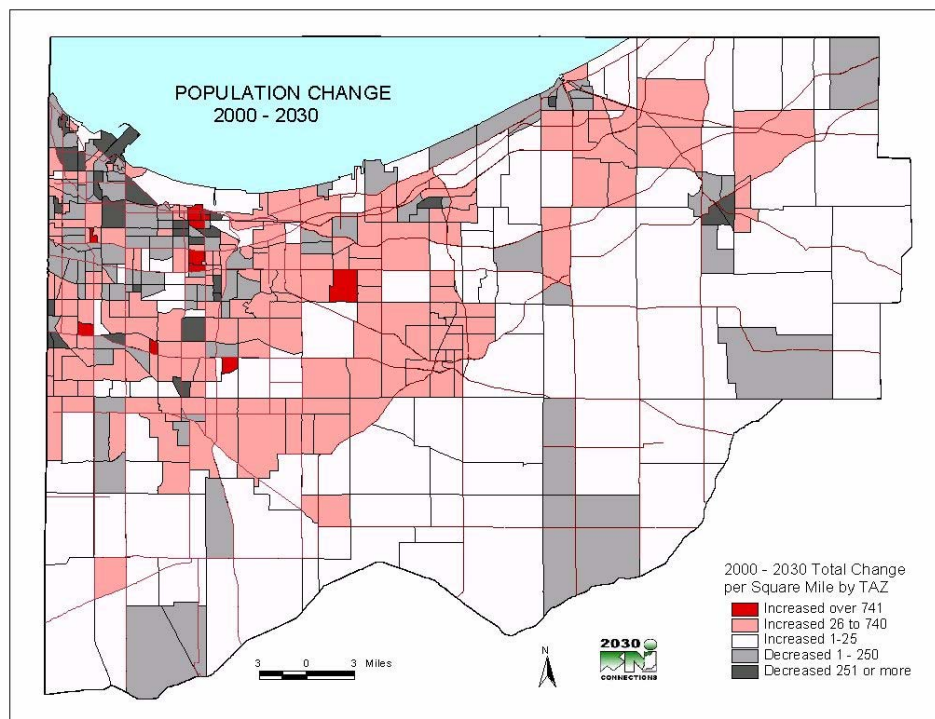 POPULATION CHANGE
2000 - 2030
2000 - 2030 Total Change
per Square Mile by TAZ
Increased over 741
Increased 26 to 740
Increased 1-25
Decreased 1 - 250
Decreased 251 or more
3 0 3 Miles
N
2030
CONNECTIONS